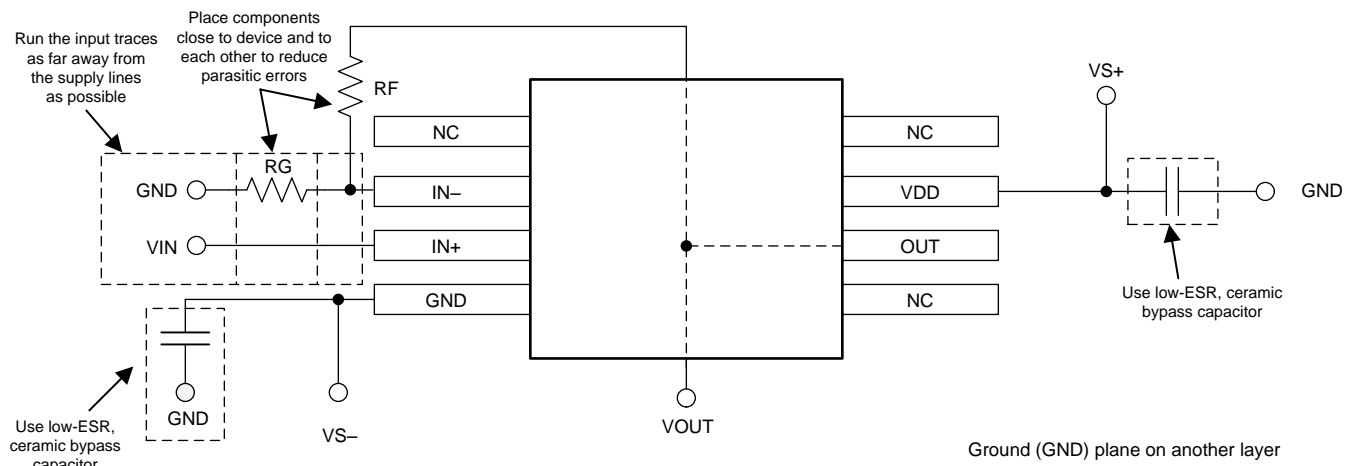 Place components
close to device and to
each other to reduce
parasitic errors
Run the input traces
as far away from
the supply lines
as possible
RF
VS+
NC
NC
RG
GND
IN–
VDD
GND
VIN
IN+
OUT
GND
NC
Use low-ESR, ceramic
bypass capacitor
GND
Use low-ESR,
ceramic bypass
capacitor
VS–
VOUT
Ground (GND) plane on another layer